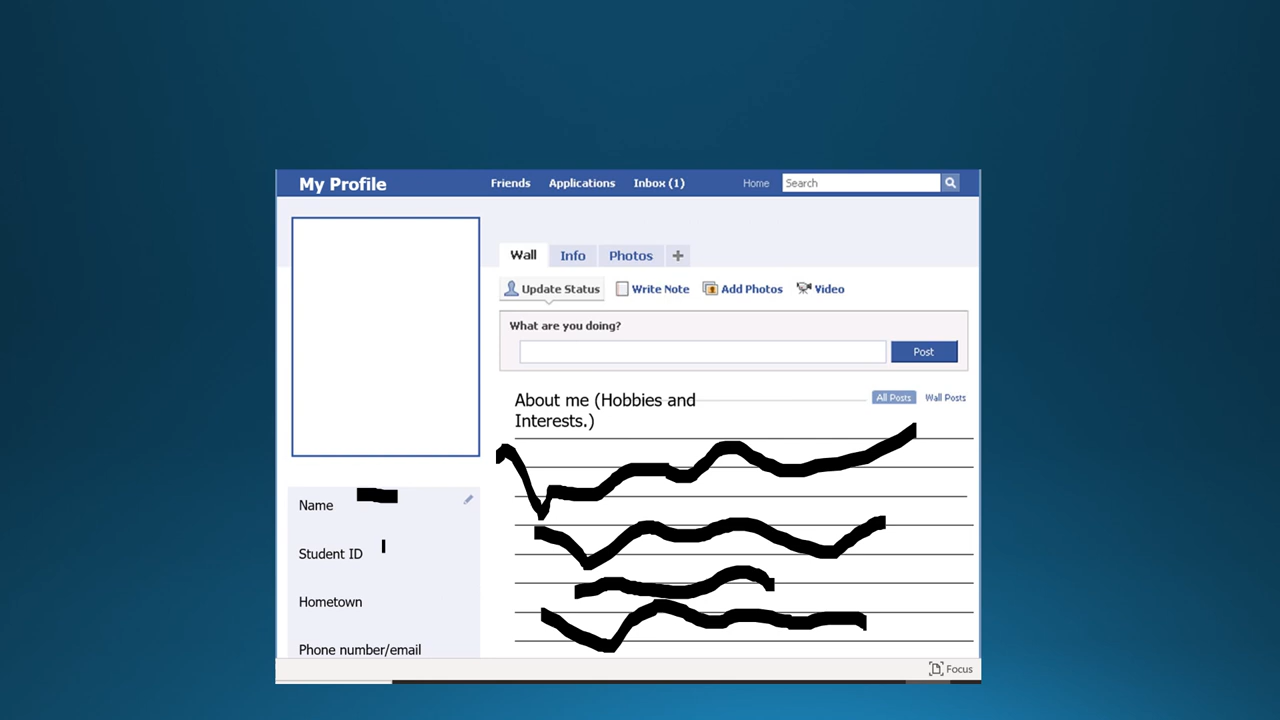 My Profile Friends Applications Inbox (1) Home Search
Wall Info Photos
Update Status Write Note Add Photos Video
What are you doing?
Post
About me (Hobbies and
Interests.)
All Posts Wall Posts
Name
Student ID
Hometown
Phone number/email
Focus